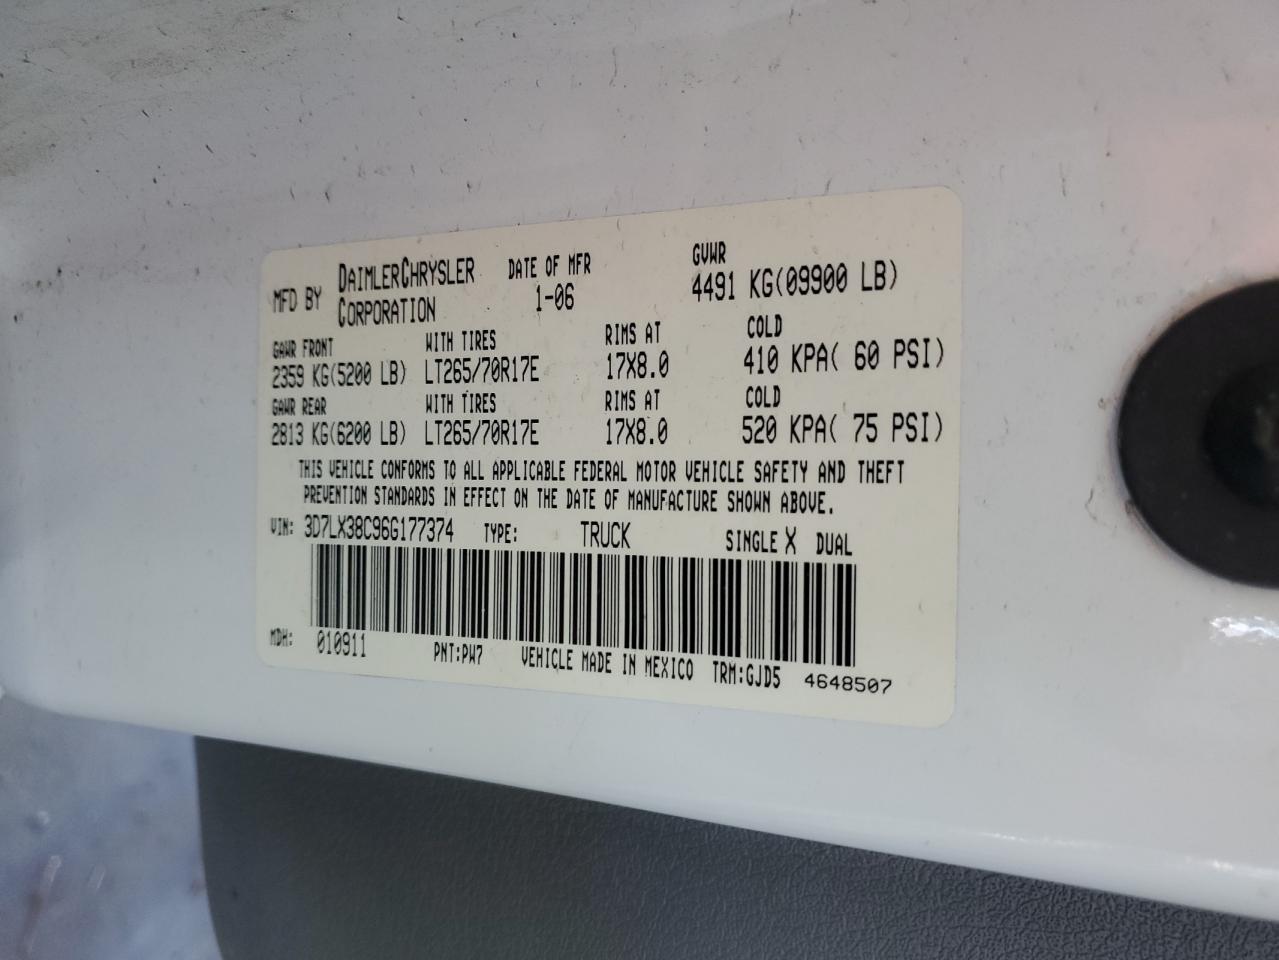 MFD BY DAIMLERCHRYSLER CORPORATION DATE OF MFR 1-06 GVWR 4491 KG(09900 LB)
GAWR FRONT WITH TIRES RIMS AT COLD
2359 KG(5200 LB) LT265/70R17E 17X8.0 410 KPA( 60 PSI)
GAWR REAR WITH TIRES RIMS AT COLD
2813 KG(6200 LB) LT265/70R17E 17X8.0 520 KPA( 75 PSI)
THIS VEHICLE CONFORMS TO ALL APPLICABLE FEDERAL MOTOR VEHICLE SAFETY AND THEFT
PREVENTION STANDARDS IN EFFECT ON THE DATE OF MANUFACTURE SHOWN ABOVE.
VIN: 3D7LX38C96G177374 TYPE: TRUCK SINGLE X DUAL
MDH: 010911 PNT:PW7 VEHICLE MADE IN MEXICO TRM:GJD5 4648507